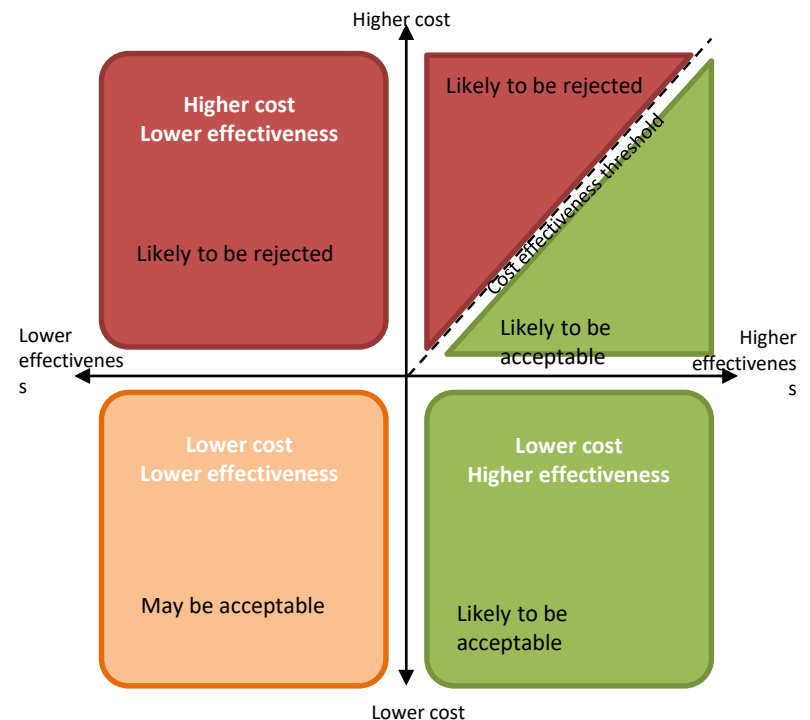 Higher cost
Higher cost
Lower effectiveness
Likely to be rejected
Likely to be rejected
Cost effectiveness threshold
Likely to be
acceptable
Lower
effectivenes
s
Higher
effectivenes
s
Lower cost
Lower effectiveness
May be acceptable
Lower cost
Higher effectiveness
Likely to be
acceptable
Lower cost